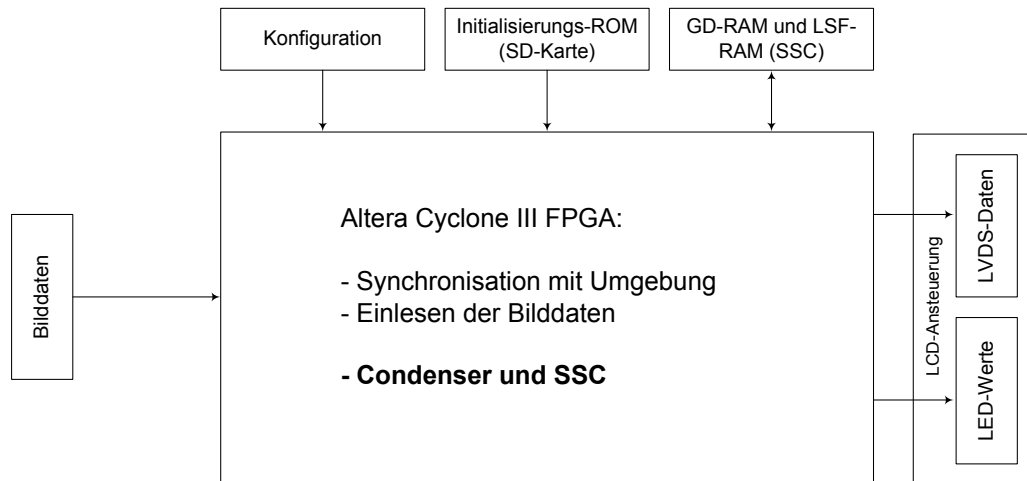 Konfiguration
Initialisierungs-ROM
(SD-Karte)
GD-RAM und LSF-
RAM (SSC)
Bilddaten
Altera Cyclone III FPGA:
- Synchronisation mit Umgebung
- Einlesen der Bilddaten
- Condenser und SSC
LCD-Ansteuerung
LVDS-Daten
LED-Werte